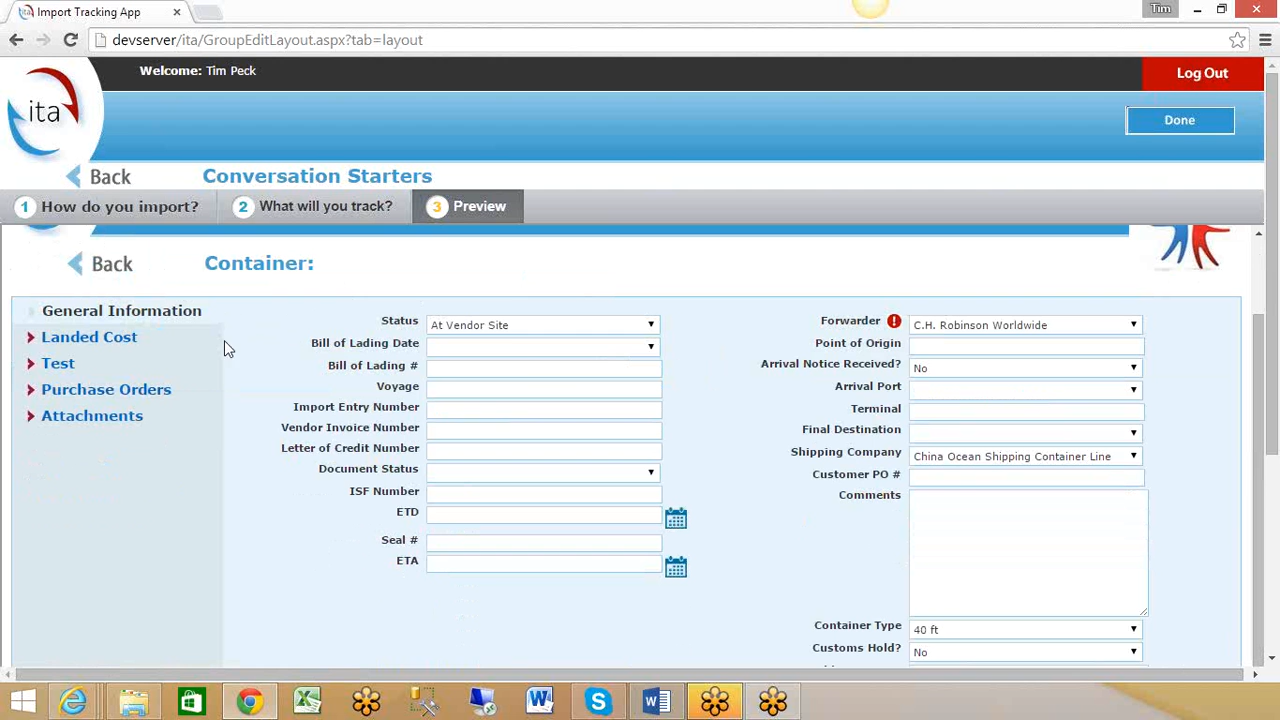 ita Import Tracking App × Tim
devserver/ita/GroupEditLayout.aspx?tab=layout
Welcome: Tim Peck Log Out
ita
Done
Back Conversation Starters
1 How do you import? 2 What will you track? 3 Preview
Back Container:
General Information
Landed Cost
Test
Purchase Orders
Attachments
Status At Vendor Site
Bill of Lading Date
Bill of Lading #
Voyage
Import Entry Number
Vendor Invoice Number
Letter of Credit Number
Document Status
ISF Number
ETD
Seal #
ETA
Forwarder ! C.H. Robinson Worldwide
Point of Origin
Arrival Notice Received? No
Arrival Port
Terminal
Final Destination
Shipping Company China Ocean Shipping Container Line
Customer PO #
Comments
Container Type 40 ft
Customs Hold? No